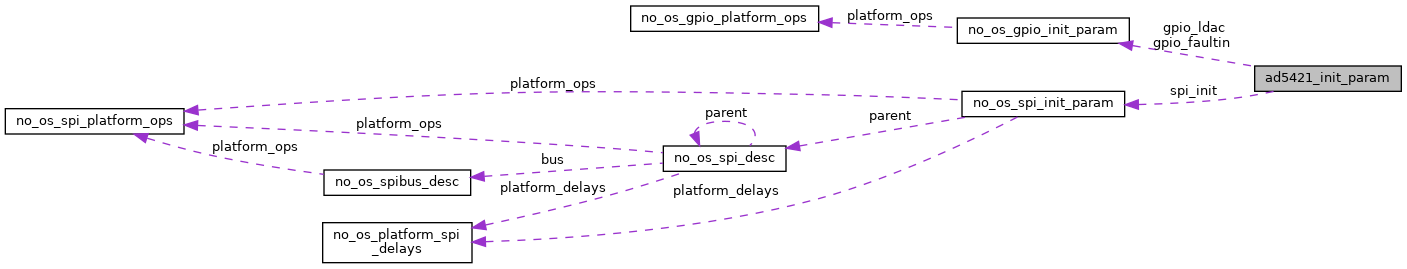 no_os_gpio_platform_ops
platform_ops
no_os_gpio_init_param
gpio_ldac
gpio_faultin
ad5421_init_param
platform_ops
spi_init
no_os_spi_init_param
no_os_spi_platform_ops
platform_ops
parent
parent
platform_ops
bus
no_os_spi_desc
no_os_spibus_desc
platform_delays
platform_delays
no_os_platform_spi
_delays